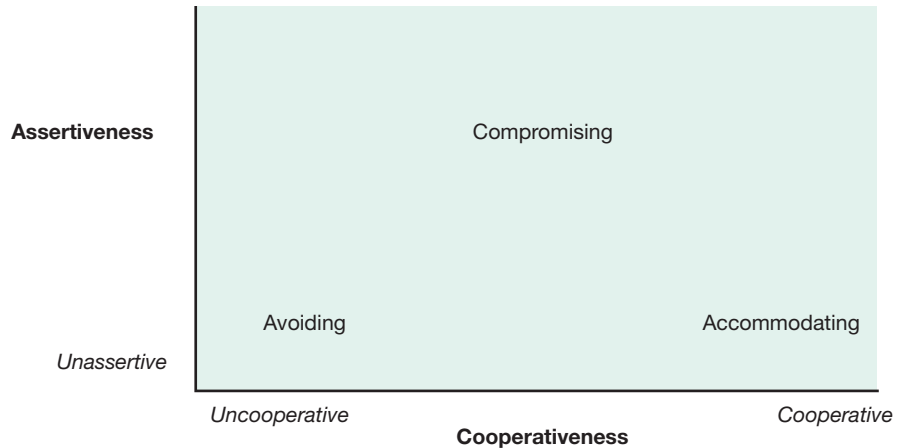 Assertiveness
Compromising
Avoiding
Accommodating
Unassertive
Uncooperative
Cooperative
Cooperativeness